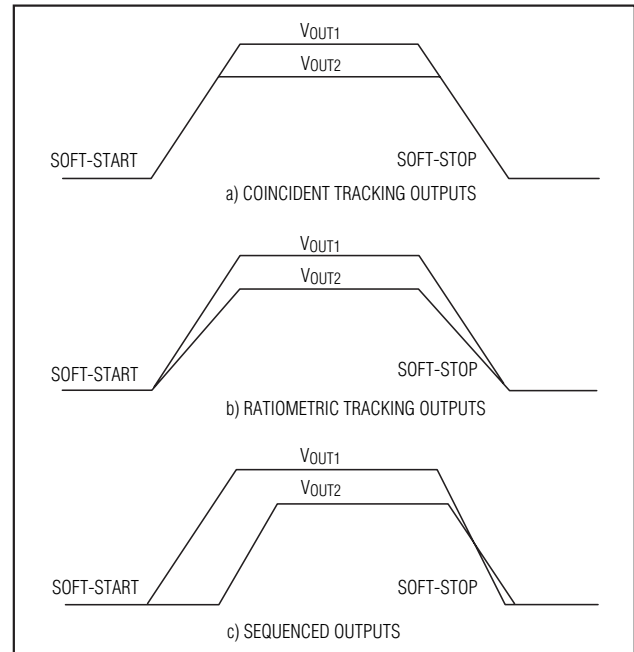 VOUT1
VOUT2
SOFT-START
SOFT-STOP
a) COINCIDENT TRACKING OUTPUTS
VOUT1
VOUT2
SOFT-START
SOFT-STOP
b) RATIOMETRIC TRACKING OUTPUTS
VOUT1
VOUT2
SOFT-START
SOFT-STOP
c) SEQUENCED OUTPUTS